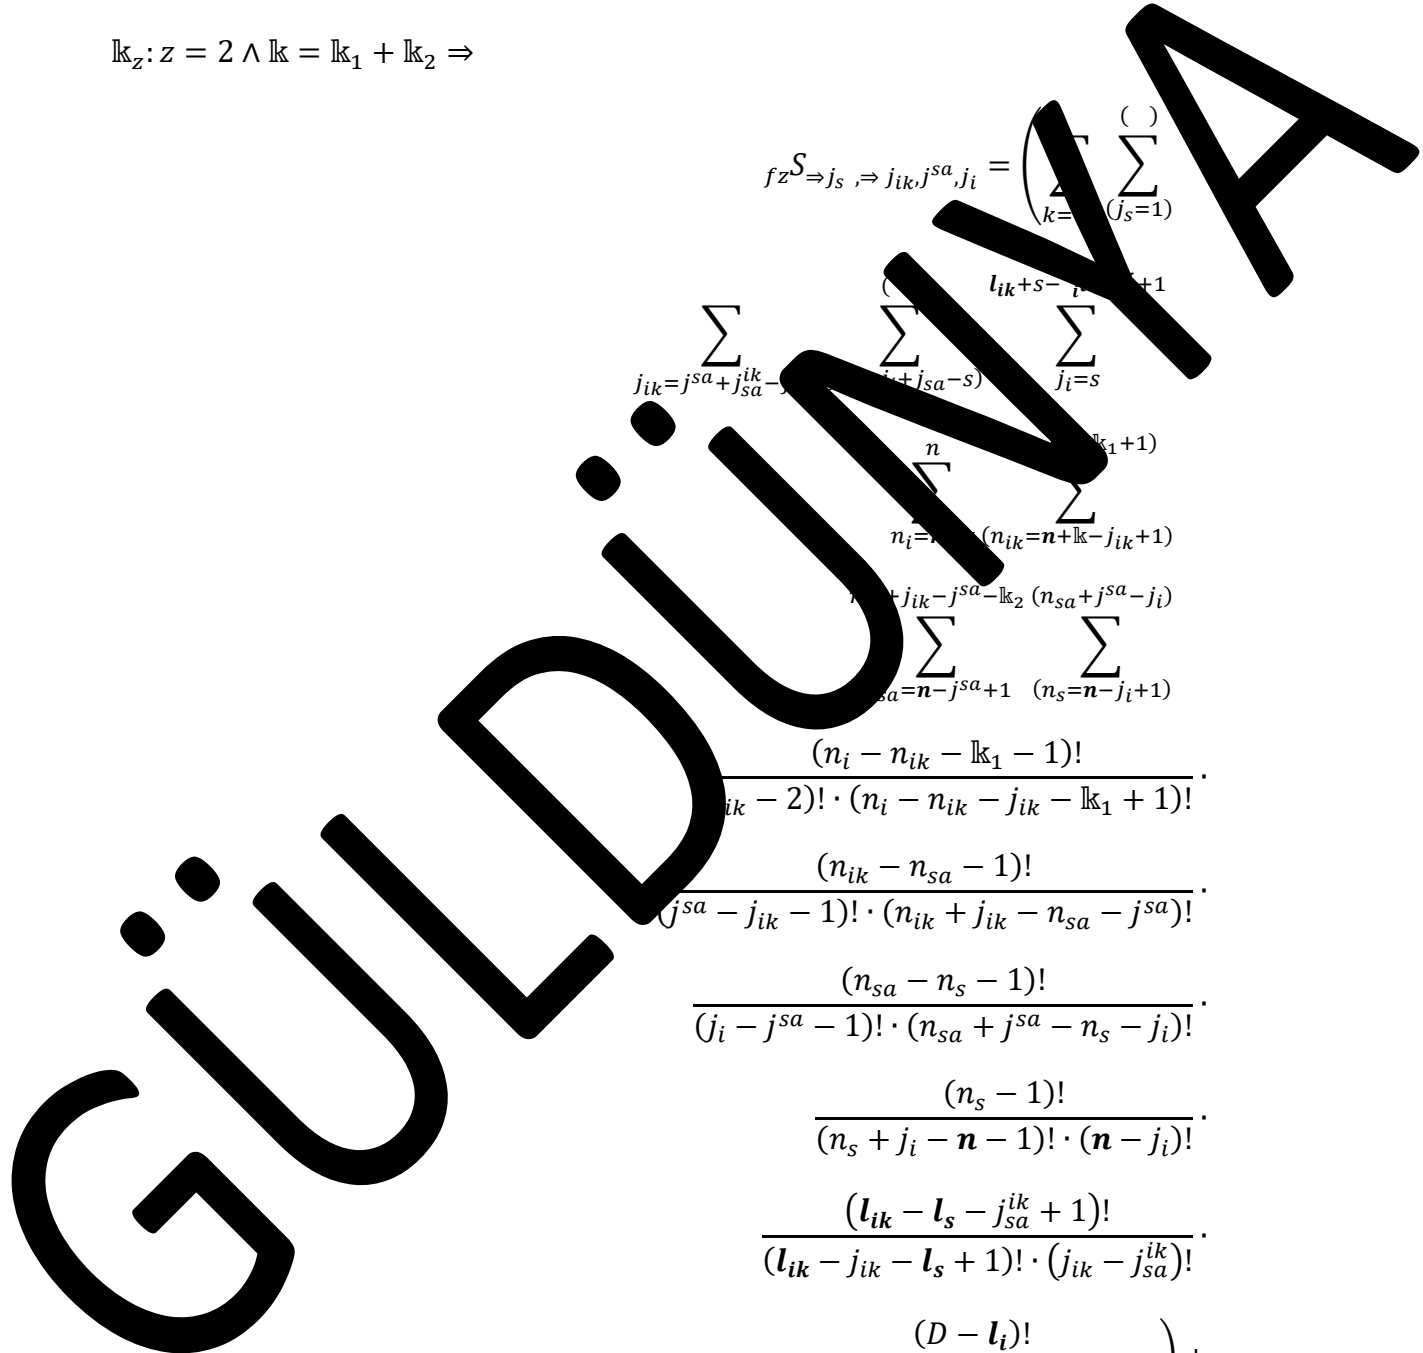 𝕜_z: z = 2 ∧ 𝕜 = 𝕜_1 + 𝕜_2 ⇒
_{fz}S_{⇒j_s ,⇒ j_{ik},j^{sa},j_i} = ( ∑_{k=} ∑_{(j_s=1)}^{( )}
∑_{j_{ik}=j^{sa}+j_{sa}^{ik}-} ∑_{+j_{sa}-s)}^{(} ∑_{j_i=s}^{l_{ik}+s- +1}
∑_{n_i=}^{n} ∑_{(n_{ik}=n+𝕜-j_{ik}+1)}^{𝕜_1+1)}
∑_{sa=n-j^{sa}+1}^{+j_{ik}-j^{sa}-𝕜_2} ∑_{(n_s=n-j_i+1)}^{(n_{sa}+j^{sa}-j_i)}
(n_i - n_{ik} - 𝕜_1 - 1)!
_{ik} - 2)! · (n_i - n_{ik} - j_{ik} - 𝕜_1 + 1)! ·
(n_{ik} - n_{sa} - 1)!
(j^{sa} - j_{ik} - 1)! · (n_{ik} + j_{ik} - n_{sa} - j^{sa})! ·
(n_{sa} - n_s - 1)!
(j_i - j^{sa} - 1)! · (n_{sa} + j^{sa} - n_s - j_i)! ·
(n_s - 1)!
(n_s + j_i - n - 1)! · (n - j_i)! ·
(l_{ik} - l_s - j_{sa}^{ik} + 1)!
(l_{ik} - j_{ik} - l_s + 1)! · (j_{ik} - j_{sa}^{ik})! ·
(D - l_i)!
GÜLDÜNYA